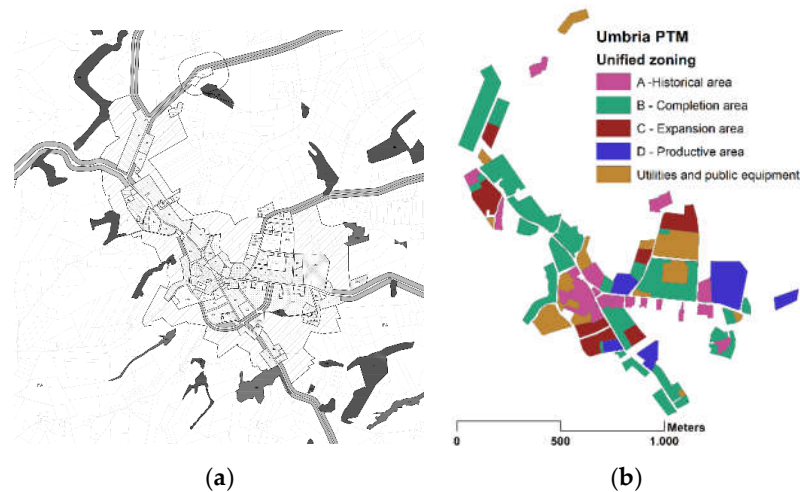 Umbria PTM
Unified zoning
A -Historical area
B - Completion area
C - Expansion area
D - Productive area
Utilities and public equipment
Meters
0 500 1.000
(a) (b)